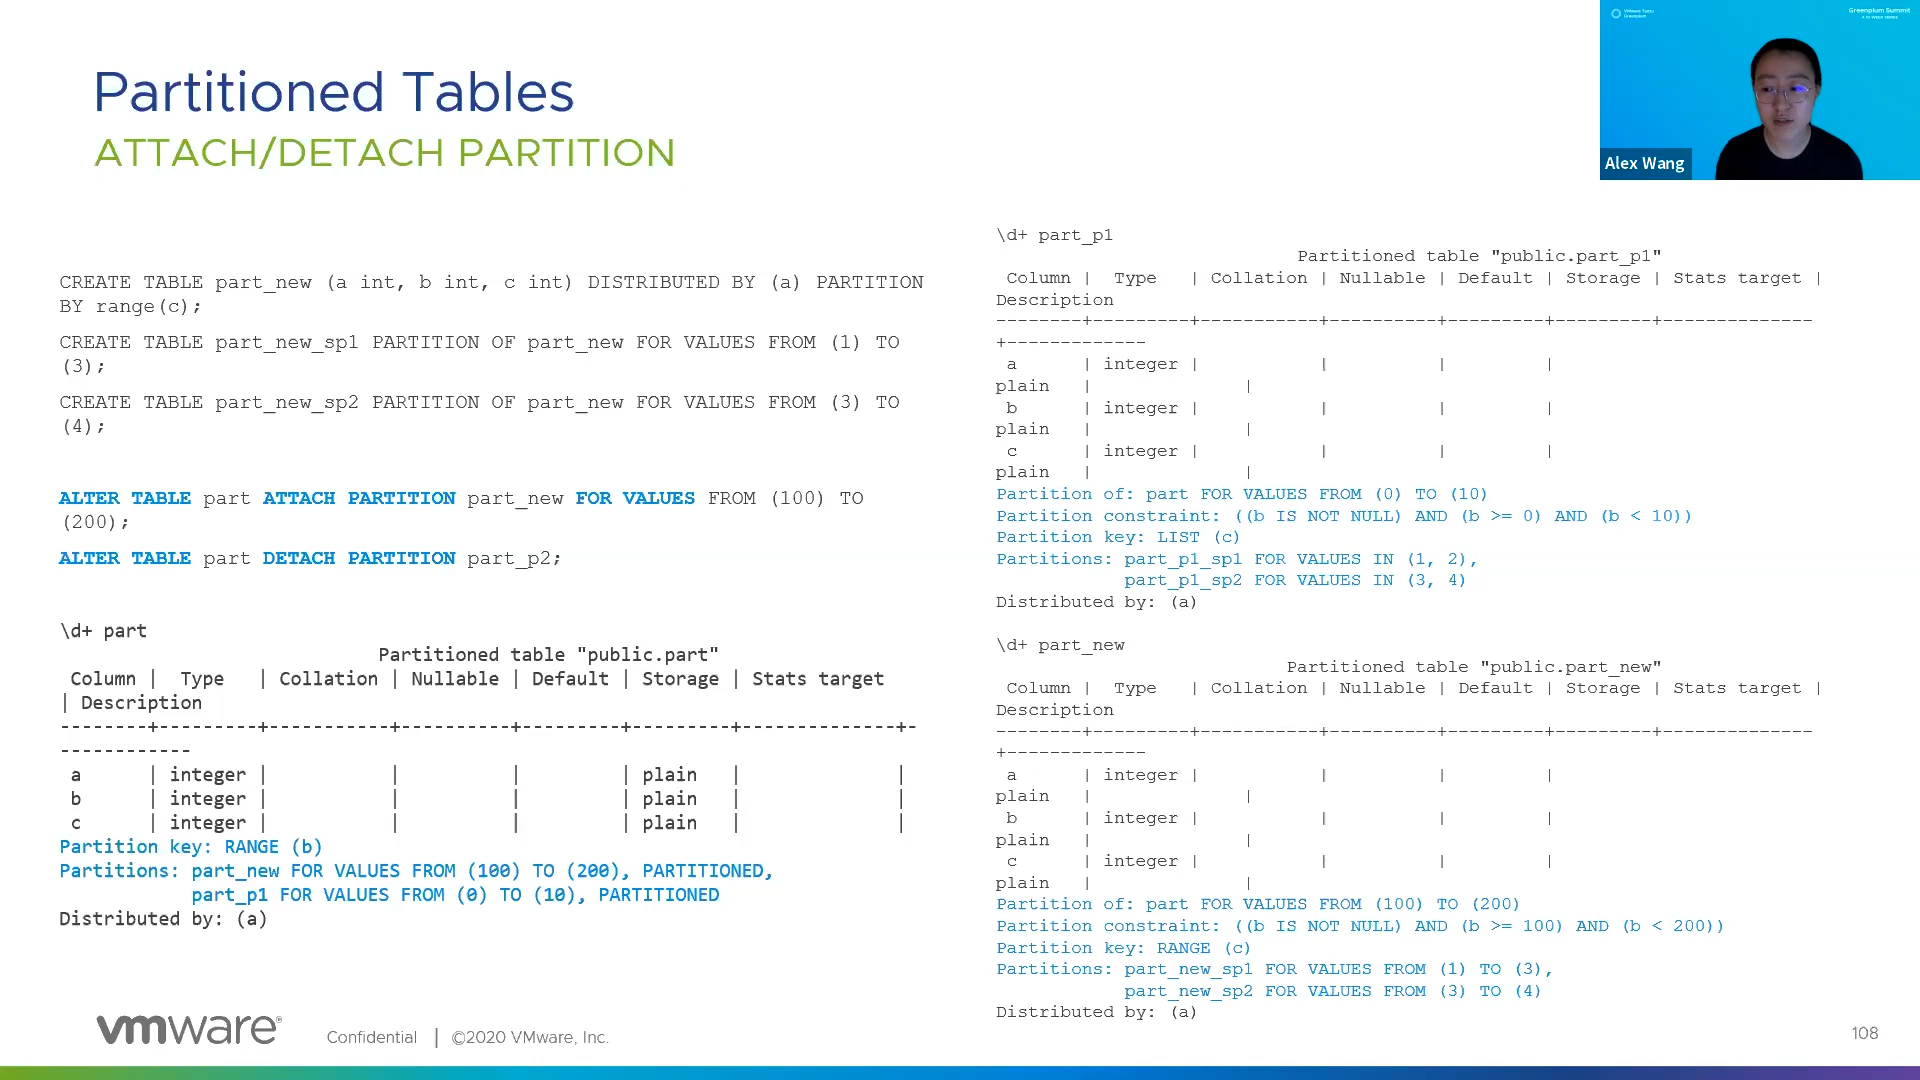 Partitioned Tables
ATTACH/DETACH PARTITION
VMware Tanzu
Greenplum
Greenplum Summit
Alex Wang
CREATE TABLE part_new (a int, b int, c int) DISTRIBUTED BY (a) PARTITION
BY range(c);
CREATE TABLE part_new_sp1 PARTITION OF part_new FOR VALUES FROM (1) TO
(3);
CREATE TABLE part_new_sp2 PARTITION OF part_new FOR VALUES FROM (3) TO
(4);
ALTER TABLE part ATTACH PARTITION part_new FOR VALUES FROM (100) TO
(200);
ALTER TABLE part DETACH PARTITION part_p2;
\d+ part
Partitioned table "public.part"
Column | Type | Collation | Nullable | Default | Storage | Stats target
| Description
--------+---------+-----------+----------+---------+---------+--------------+-
------------
a | integer | | | | plain | |
b | integer | | | | plain | |
c | integer | | | | plain | |
Partition key: RANGE (b)
Partitions: part_new FOR VALUES FROM (100) TO (200), PARTITIONED,
part_p1 FOR VALUES FROM (0) TO (10), PARTITIONED
Distributed by: (a)
\d+ part_p1
Partitioned table "public.part_p1"
Column | Type | Collation | Nullable | Default | Storage | Stats target |
Description
--------+---------+-----------+----------+---------+---------+--------------
+-------------
a | integer | | | |
plain | |
b | integer | | | |
plain | |
c | integer | | | |
plain | |
Partition of: part FOR VALUES FROM (0) TO (10)
Partition constraint: ((b IS NOT NULL) AND (b >= 0) AND (b < 10))
Partition key: LIST (c)
Partitions: part_p1_sp1 FOR VALUES IN (1, 2),
part_p1_sp2 FOR VALUES IN (3, 4)
Distributed by: (a)
\d+ part_new
Partitioned table "public.part_new"
Column | Type | Collation | Nullable | Default | Storage | Stats target |
Description
--------+---------+-----------+----------+---------+---------+--------------
+-------------
a | integer | | | |
plain | |
b | integer | | | |
plain | |
c | integer | | | |
plain | |
Partition of: part FOR VALUES FROM (100) TO (200)
Partition constraint: ((b IS NOT NULL) AND (b >= 100) AND (b < 200))
Partition key: RANGE (c)
Partitions: part_new_sp1 FOR VALUES FROM (1) TO (3),
part_new_sp2 FOR VALUES FROM (3) TO (4)
Distributed by: (a)
vmware®
Confidential | ©2020 VMware, Inc.
108